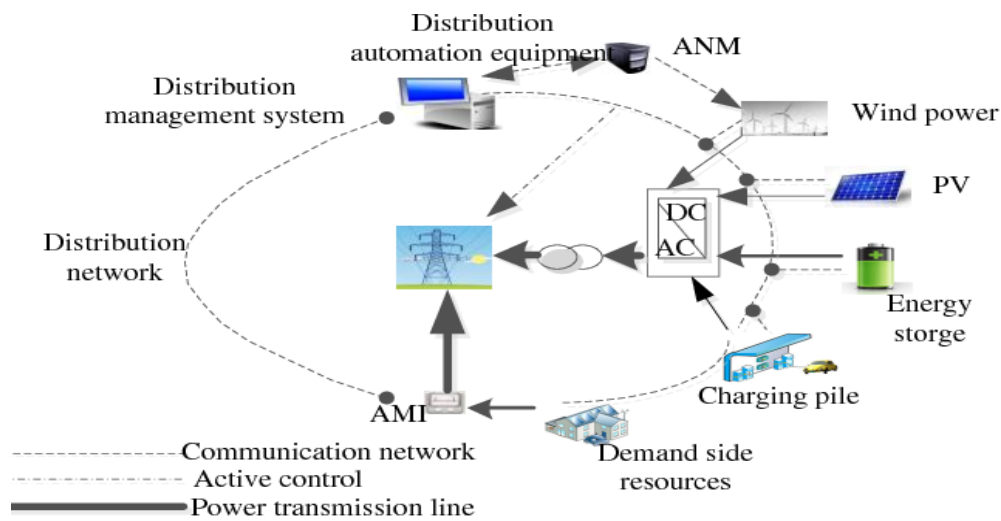 Distribution
automation equipment
ANM
Distribution
management system
Wind power
PV
DC
AC
Distribution
network
Energy
storge
Charging pile
AMI
Demand side
resources
Communication network
Active control
Power transmission line